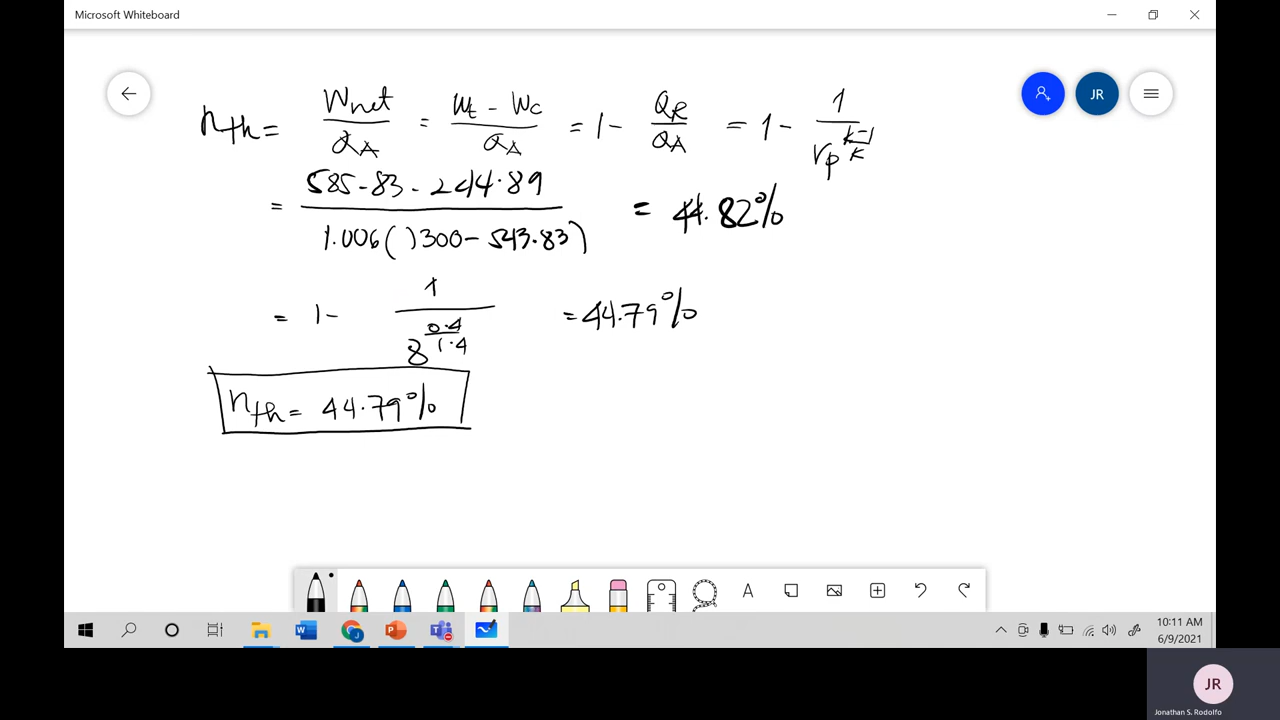 Microsoft Whiteboard
JR
ηth = Wnet/QA = Wt - Wc/QA = 1 - QR/QA = 1 - 1/rp^(k-1/k)
= 585-83 - 244.89/1.006( )300 - 543.83) = 44.82%
= 1 - 1/8^(0.4/1.4) = 44.79%
ηth = 44.79%
A
10:11 AM
6/9/2021
JR
Jonathan S. Rodolfo